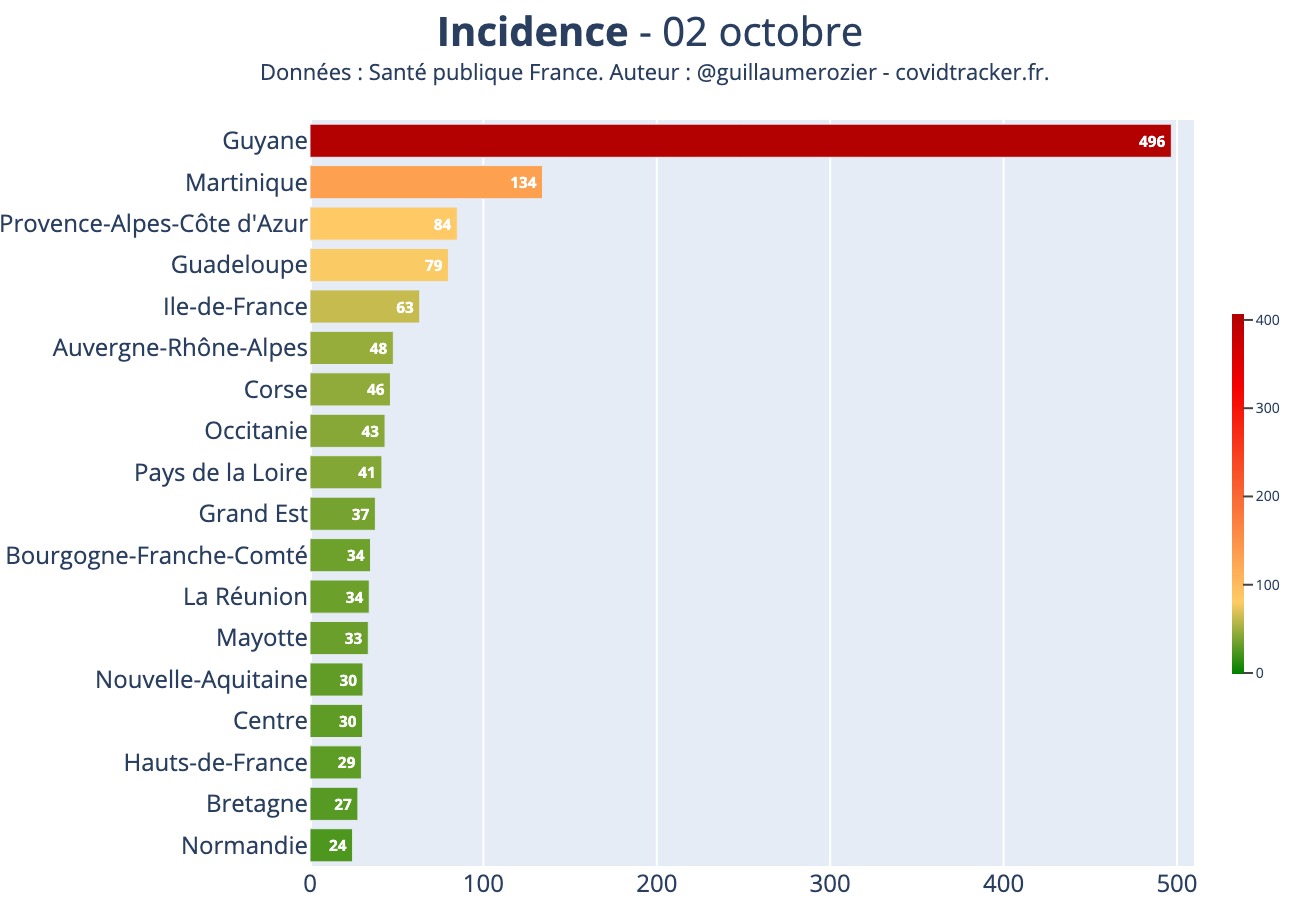 Incidence - 02 octobre
Données : Santé publique France. Auteur : @guillaumerozier - covidtracker.fr.
Guyane 496
Martinique 134
Provence-Alpes-Côte d'Azur 84
Guadeloupe 79
Ile-de-France 63
Auvergne-Rhône-Alpes 48
Corse 46
Occitanie 43
Pays de la Loire 41
Grand Est 37
Bourgogne-Franche-Comté 34
La Réunion 34
Mayotte 33
Nouvelle-Aquitaine 30
Centre 30
Hauts-de-France 29
Bretagne 27
Normandie 24
0 100 200 300 400 500
400
300
200
100
0